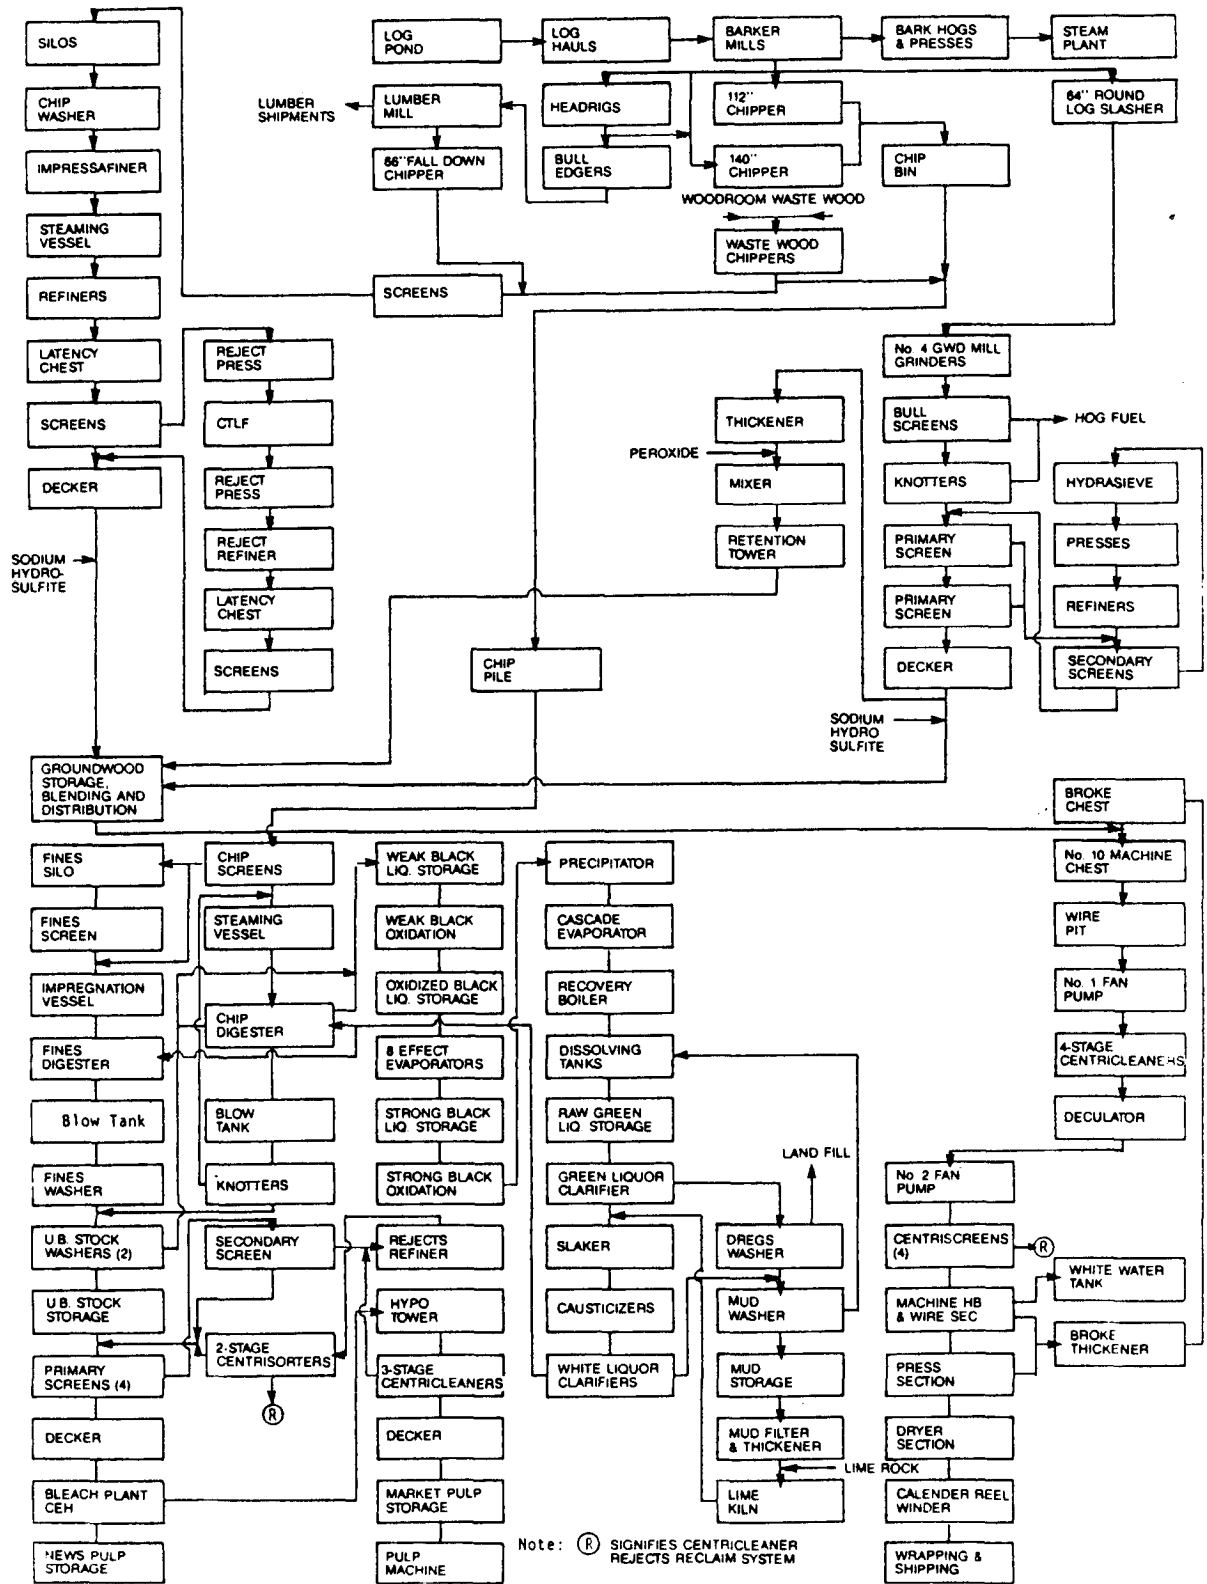 SILOS
CHIP
WASHER
IMPRESSAFINER
STEAMING
VESSEL
REFINERS
LATENCY
CHEST
SCREENS
DECKER
SODIUM
HYDRO-
SULFITE
REJECT
PRESS
CTLF
REJECT
PRESS
REJECT
REFINER
LATENCY
CHEST
SCREENS
LOG
POND
LOG
HAULS
BARKER
MILLS
BARK HOGS
& PRESSES
STEAM
PLANT
LUMBER
SHIPMENTS
LUMBER
MILL
HEADRIGS
112"
CHIPPER
64" ROUND
LOG SLASHER
66" FALL DOWN
CHIPPER
BULL
EDGERS
140"
CHIPPER
CHIP
BIN
WOODROOM WASTE WOOD
WASTE WOOD
CHIPPERS
SCREENS
No. 4 GWD MILL
GRINDERS
THICKENER
BULL
SCREENS
HOG FUEL
PEROXIDE
MIXER
KNOTTERS
HYDRASIEVE
RETENTION
TOWER
PRIMARY
SCREEN
PRESSES
PRIMARY
SCREEN
REFINERS
CHIP
PILE
DECKER
SECONDARY
SCREENS
SODIUM
HYDRO
SULFITE
GROUNDWOOD
STORAGE,
BLENDING AND
DISTRIBUTION
BROKE
CHEST
FINES
SILO
FINES
SCREEN
IMPREGNATION
VESSEL
FINES
DIGESTER
Blow Tank
FINES
WASHER
U.B. STOCK
WASHERS (2)
U.B. STOCK
STORAGE
PRIMARY
SCREENS (4)
DECKER
BLEACH PLANT
CEH
NEWS PULP
STORAGE
CHIP
SCREENS
STEAMING
VESSEL
CHIP
DIGESTER
BLOW
TANK
KNOTTERS
SECONDARY
SCREEN
2-STAGE
CENTRISORTERS
R
WEAK BLACK
LIQ. STORAGE
WEAK BLACK
OXIDATION
OXIDIZED BLACK
LIQ. STORAGE
8 EFFECT
EVAPORATORS
STRONG BLACK
LIQ. STORAGE
STRONG BLACK
OXIDATION
REJECTS
REFINER
HYPO
TOWER
3-STAGE
CENTRICLEANERS
DECKER
MARKET PULP
STORAGE
PULP
MACHINE
PRECIPITATOR
CASCADE
EVAPORATOR
RECOVERY
BOILER
DISSOLVING
TANKS
RAW GREEN
LIQ. STORAGE
GREEN LIQUOR
CLARIFIER
SLAKER
CAUSTICIZERS
WHITE LIQUOR
CLARIFIERS
LAND FILL
DREGS
WASHER
MUD
WASHER
MUD
STORAGE
MUD FILTER
& THICKENER
LIME ROCK
LIME
KILN
No. 10 MACHINE
CHEST
WIRE
PIT
No. 1 FAN
PUMP
4-STAGE
CENTRICLEANERS
DECULATOR
No. 2 FAN
PUMP
CENTRISCREENS
(4)
R
WHITE WATER
TANK
MACHINE HB
& WIRE SEC
BROKE
THICKENER
PRESS
SECTION
DRYER
SECTION
CALENDER REEL
WINDER
WRAPPING &
SHIPPING
Note: R SIGNIFIES CENTRICLEANER
REJECTS RECLAIM SYSTEM